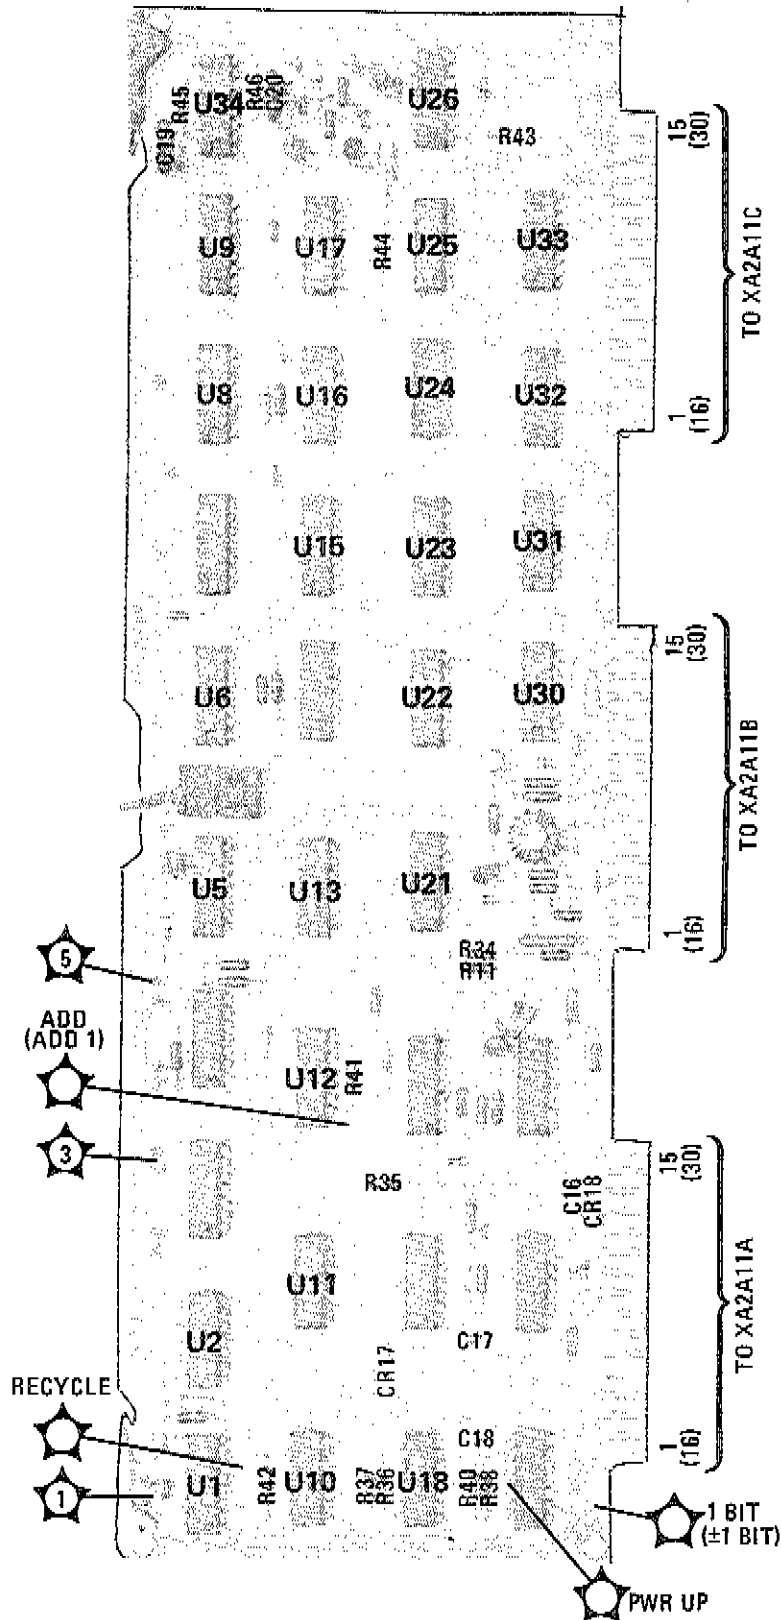 R45
U34
R46
C20
U26
R43
C19
15
(30)
U9
U17
R44
U25
U33
TO XA2A11C
U8
U16
U24
U32
1
(16)
U15
U23
U31
15
(30)
U6
U22
U30
TO XA2A11B
U5
U13
U21
1
(16)
R34
R11
5
ADD
(ADD 1)
U12
R41
3
R35
C16
CR18
15
(30)
U11
U2
C17
CR17
TO XA2A11A
RECYCLE
C18
1
(16)
U1
R42
U10
R37
R36
U18
R40
R38
1
1 BIT
(±1 BIT)
PWR UP